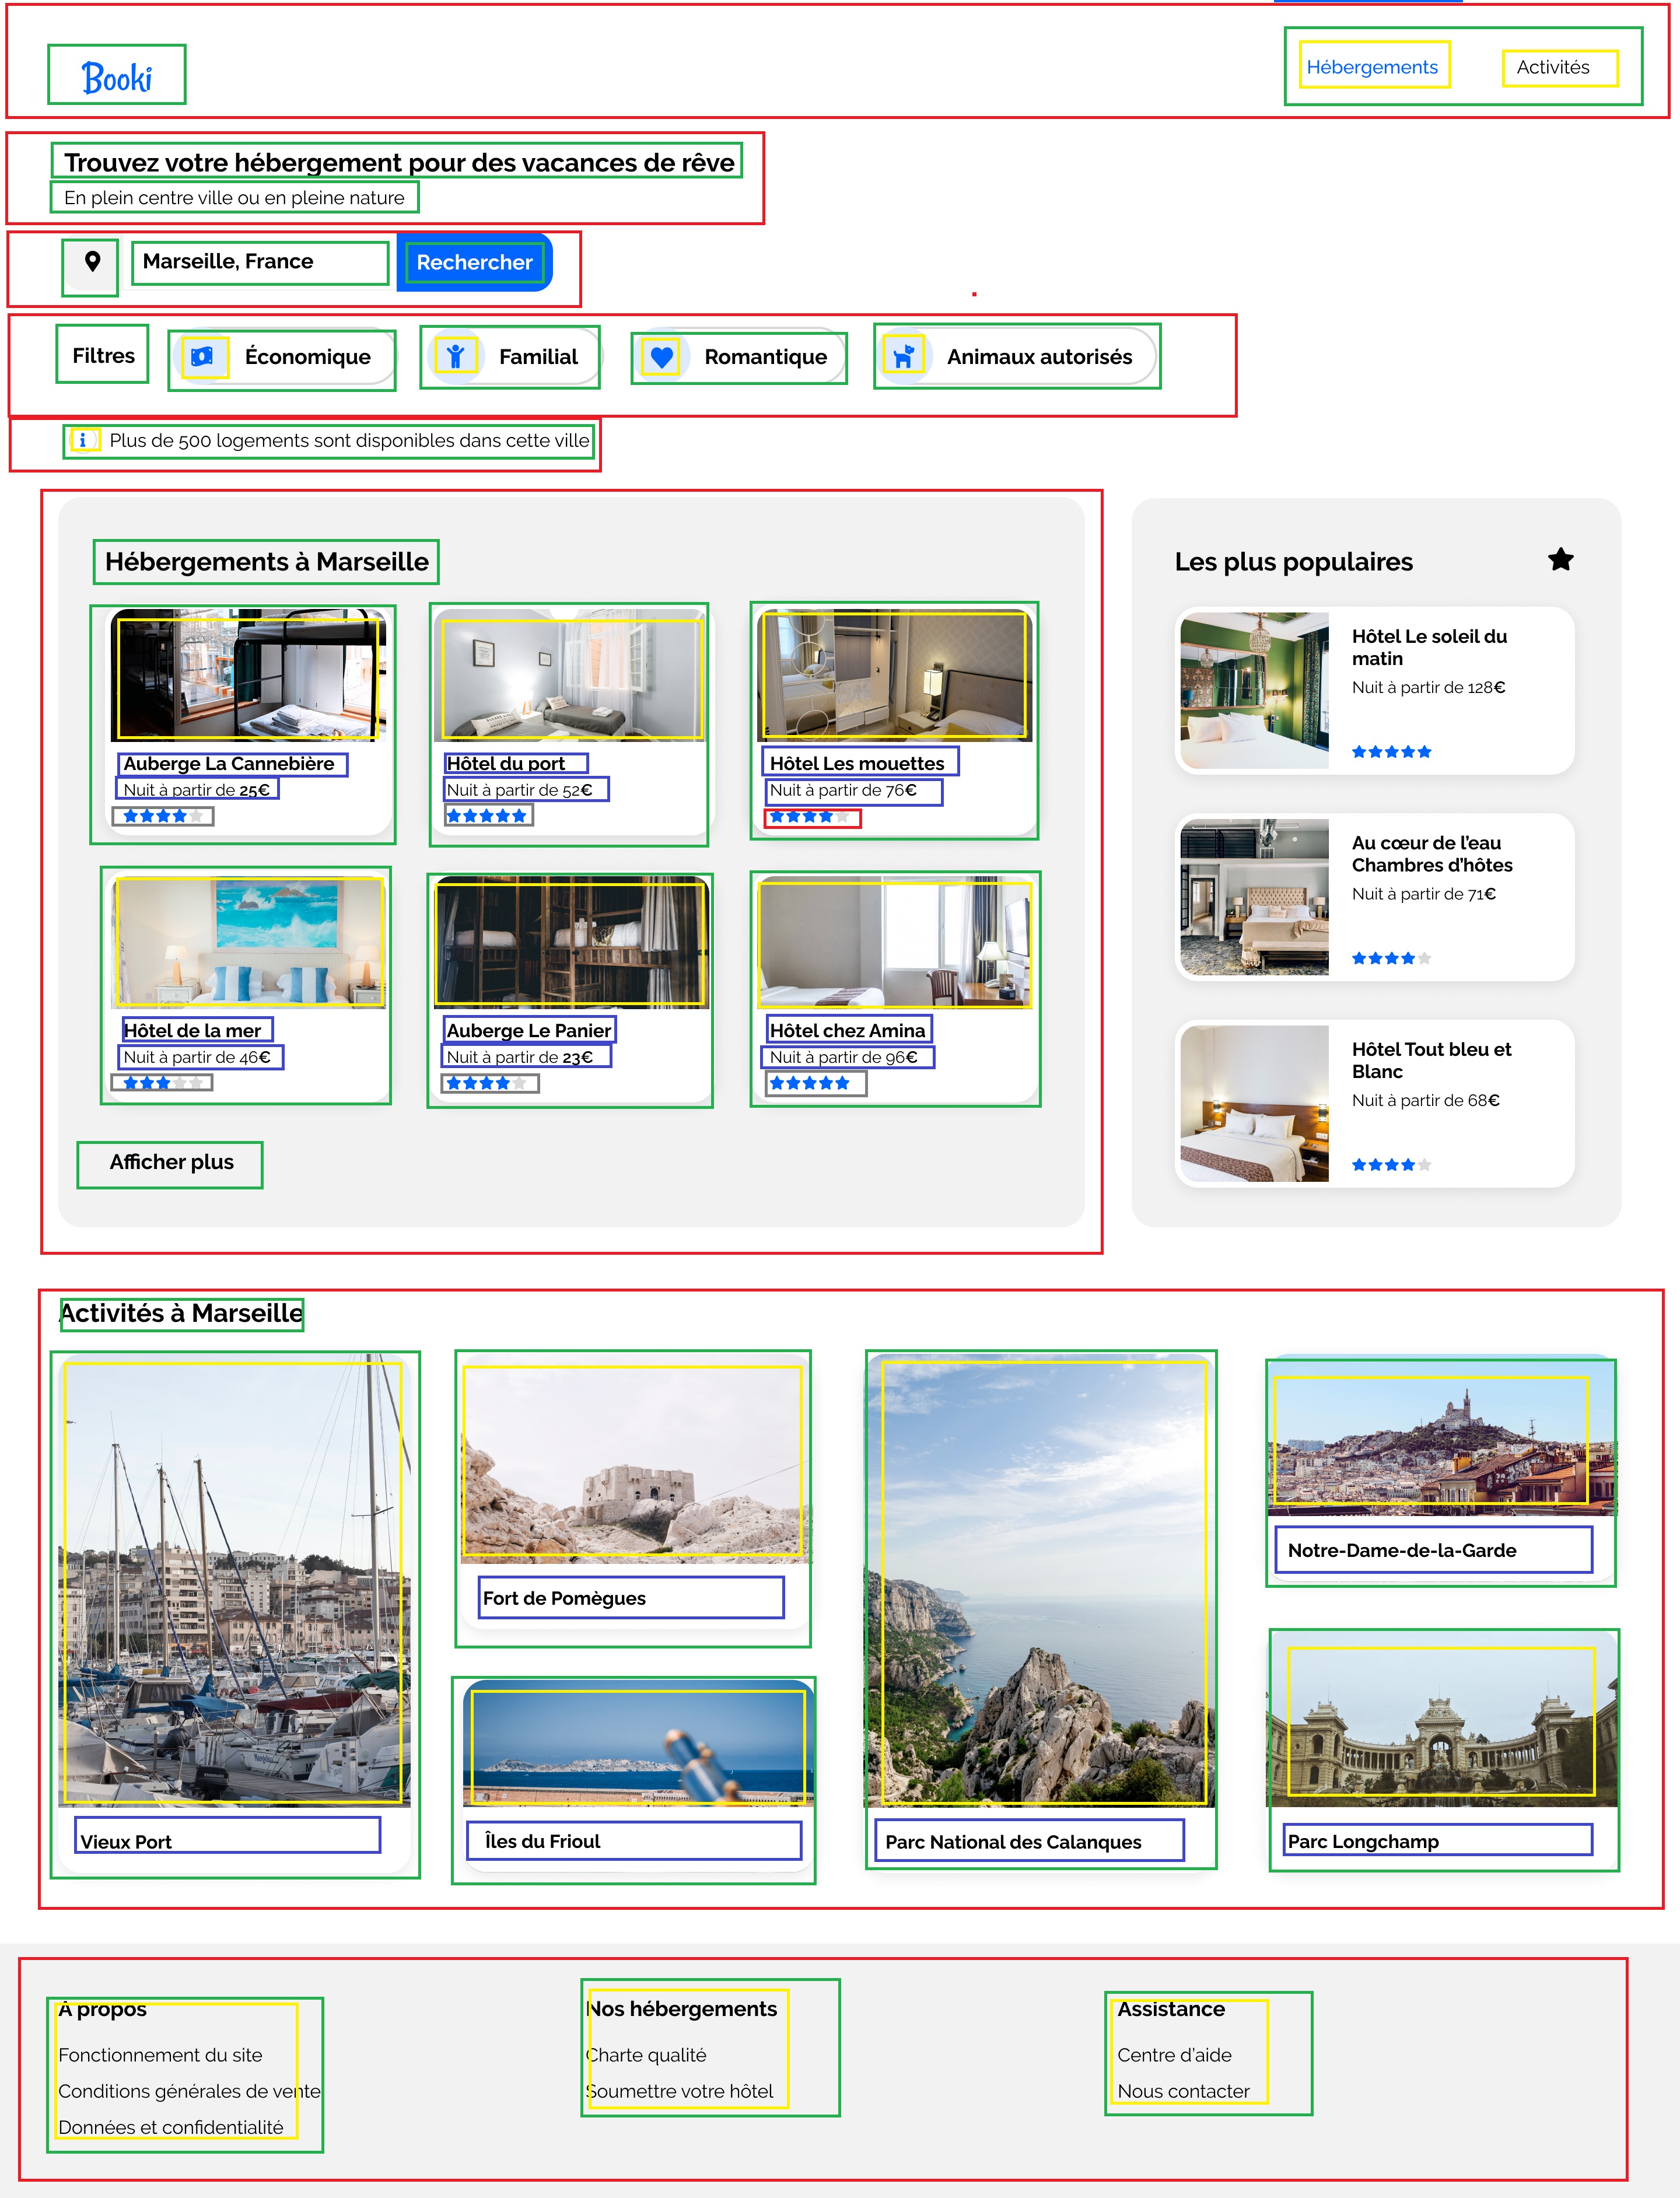 Booki
Hébergements
Activités
Trouvez votre hébergement pour des vacances de rêve
En plein centre ville ou en pleine nature
Marseille, France
Rechercher
Filtres
Économique
Familial
Romantique
Animaux autorisés
Plus de 500 logements sont disponibles dans cette ville
Hébergements à Marseille
Auberge La Cannebière
Nuit à partir de 25€
Hôtel du port
Nuit à partir de 52€
Hôtel Les mouettes
Nuit à partir de 76€
Hôtel de la mer
Nuit à partir de 46€
Auberge Le Panier
Nuit à partir de 23€
Hôtel chez Amina
Nuit à partir de 96€
Afficher plus
Les plus populaires
Hôtel Le soleil du
matin
Nuit à partir de 128€
Au cœur de l’eau
Chambres d’hôtes
Nuit à partir de 71€
Hôtel Tout bleu et
Blanc
Nuit à partir de 68€
Activités à Marseille
Vieux Port
Fort de Pomègues
Îles du Frioul
Parc National des Calanques
Notre-Dame-de-la-Garde
Parc Longchamp
À propos
Fonctionnement du site
Conditions générales de vente
Données et confidentialité
Nos hébergements
Charte qualité
Soumettre votre hôtel
Assistance
Centre d’aide
Nous contacter